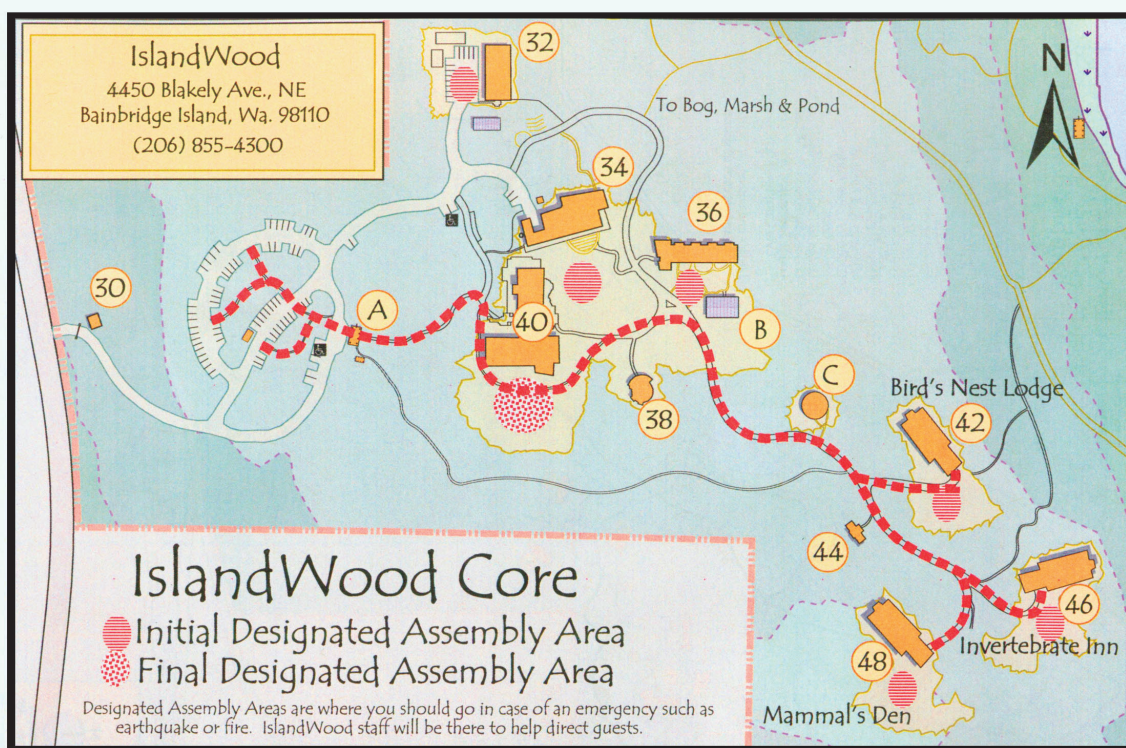 IslandWood
4450 Blakely Ave., NE
Bainbridge Island, Wa. 98110
(206) 855-4300
32
To Bog, Marsh & Pond
N
34
36
30
A
40
B
38
C
Bird's Nest Lodge
42
44
46
Invertebrate Inn
48
Mammal's Den
IslandWood Core
Initial Designated Assembly Area
Final Designated Assembly Area
Designated Assembly Areas are where you should go in case of an emergency such as
earthquake or fire. IslandWood staff will be there to help direct guests.